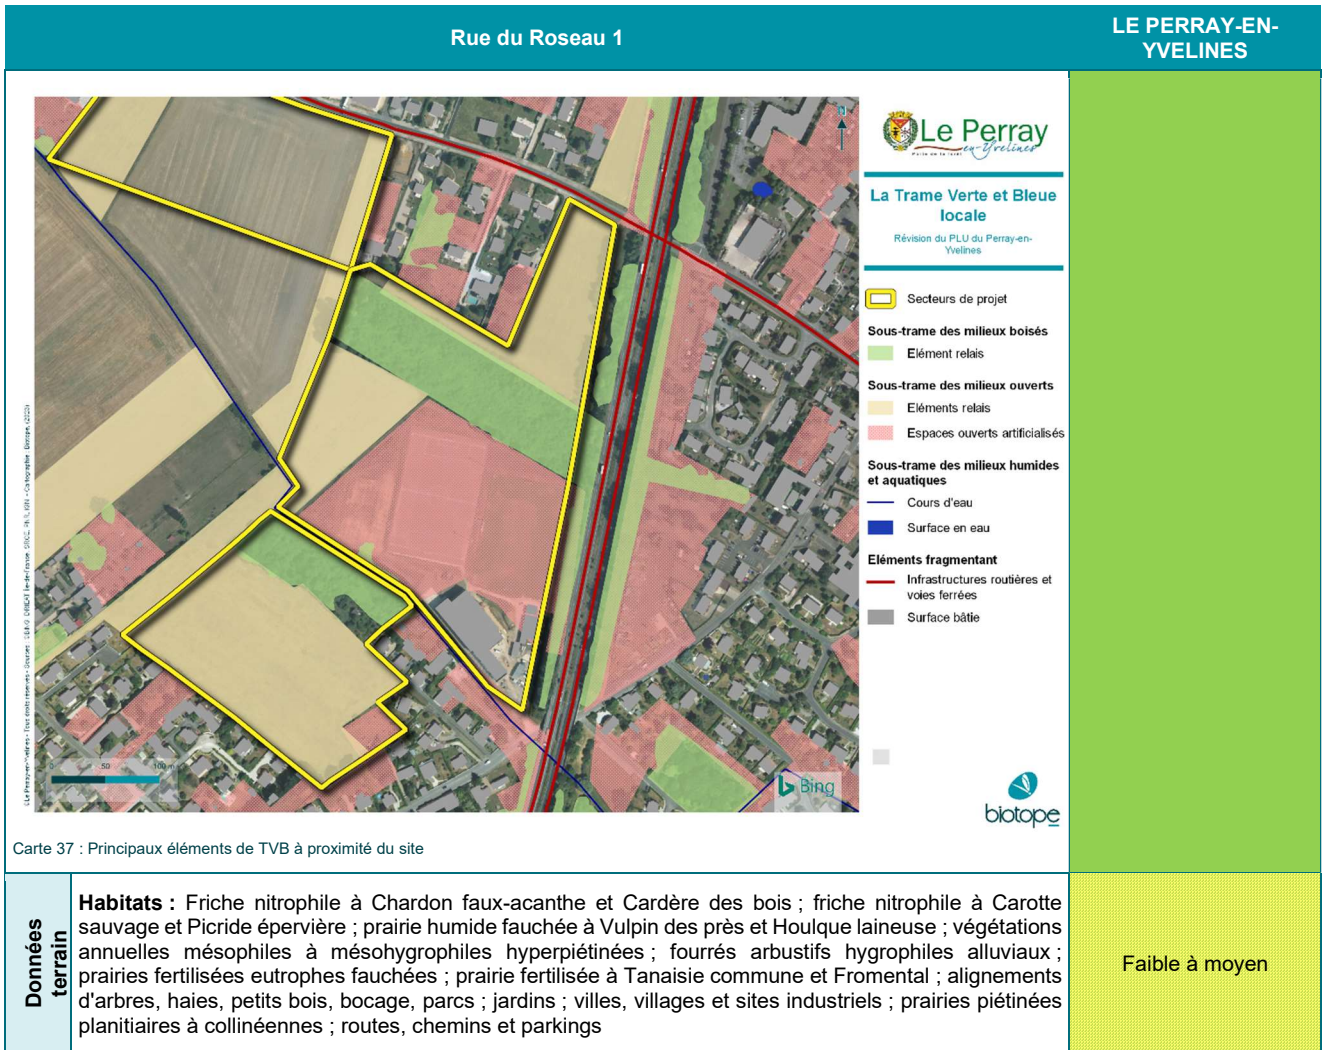 Rue du Roseau 1
LE PERRAY-EN-
YVELINES
Le Perray
en-Yvelines
La Trame Verte et Bleue
locale
Révision du PLU du Perray-en-
Yvelines
Secteurs de projet
Sous-trame des milieux boisés
Elément relais
Sous-trame des milieux ouverts
Eléments relais
Espaces ouverts artificialisés
Sous-trame des milieux humides
et aquatiques
Cours d'eau
Surface en eau
Eléments fragmentant
Infrastructures routières et
voies ferrées
Surface bâtie
0 50 100 m
Bing
biotope
Carte 37 : Principaux éléments de TVB à proximité du site
Données
terrain
Habitats : Friche nitrophile à Chardon faux-acanthe et Cardère des bois ; friche nitrophile à Carotte
sauvage et Picride épervière ; prairie humide fauchée à Vulpin des près et Houlque laineuse ; végétations
annuelles mésophiles à mésohygrophiles hyperpiétinées ; fourrés arbustifs hygrophiles alluviaux ;
prairies fertilisées eutrophes fauchées ; prairie fertilisée à Tanaisie commune et Fromental ; alignements
d'arbres, haies, petits bois, bocage, parcs ; jardins ; villes, villages et sites industriels ; prairies piétinées
planitiaires à collinéennes ; routes, chemins et parkings
Faible à moyen